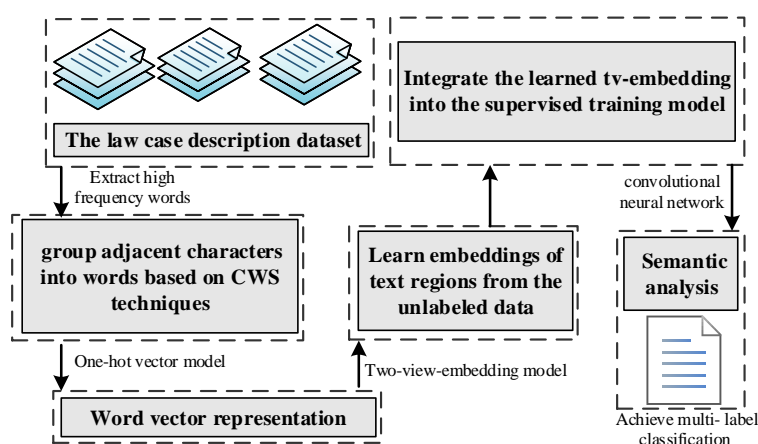 The law case description dataset
Extract high
frequency words
group adjacent characters
into words based on CWS
techniques
One-hot vector model
Word vector representation
Two-view-embedding model
Learn embeddings of
text regions from the
unlabeled data
Integrate the learned tv-embedding
into the supervised training model
convolutional
neural network
Semantic
analysis
Achieve multi- label
classification